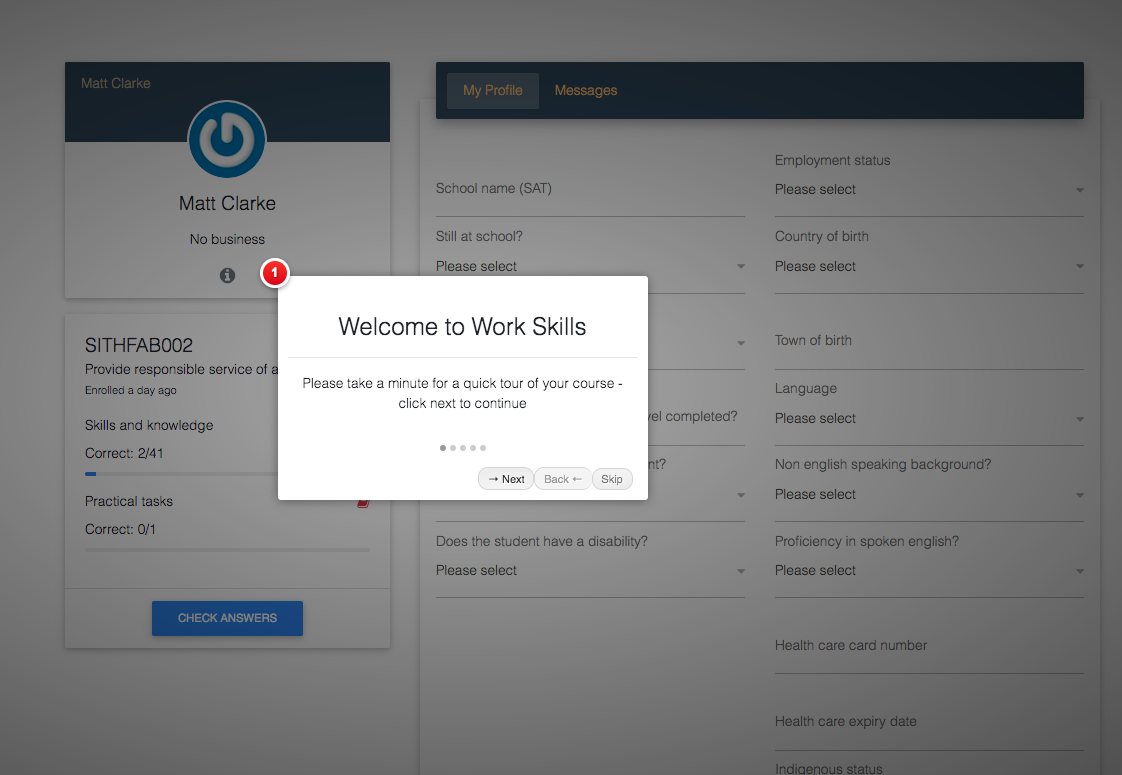 Matt Clarke
Matt Clarke
No business
SITHFAB002
Provide responsible service of a
Enrolled a day ago
Skills and knowledge
Correct: 2/41
Practical tasks
Correct: 0/1
CHECK ANSWERS
1
Welcome to Work Skills
Please take a minute for a quick tour of your course -
click next to continue
→ Next
Back ←
Skip
My Profile
Messages
School name (SAT)
Still at school?
Please select
vel completed?
nt?
Does the student have a disability?
Please select
Employment status
Please select
Country of birth
Please select
Town of birth
Language
Please select
Non english speaking background?
Please select
Proficiency in spoken english?
Please select
Health care card number
Health care expiry date
Indigenous status